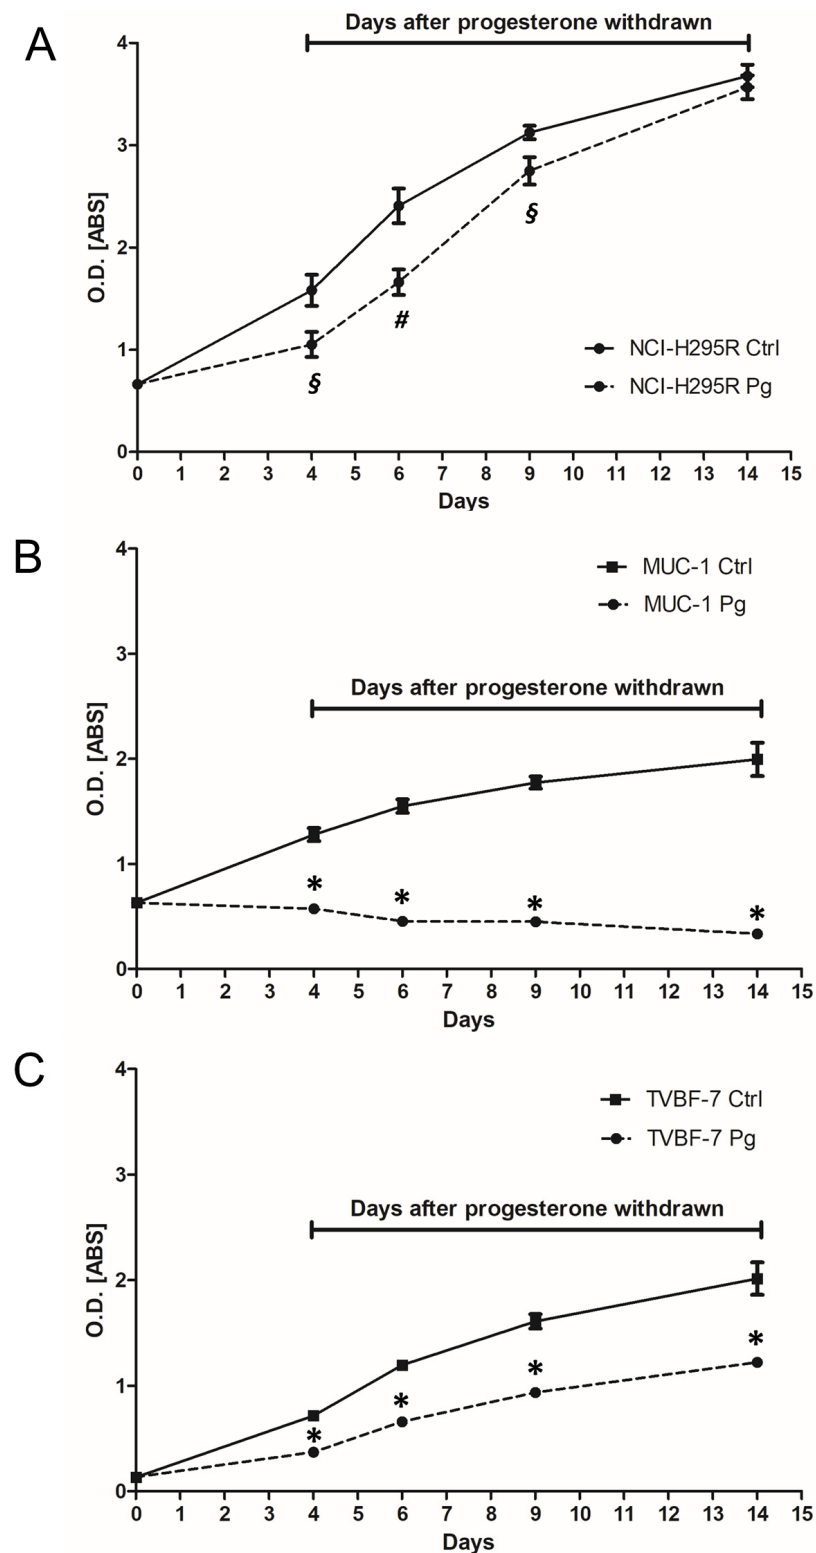 A
Days after progesterone withdrawn
4
3
2
1
0
O.D. [ABS]
§
#
§
NCI-H295R Ctrl
NCI-H295R Pg
0 1 2 3 4 5 6 7 8 9 10 11 12 13 14 15
Days
B
4
3
2
1
0
O.D. [ABS]
MUC-1 Ctrl
MUC-1 Pg
Days after progesterone withdrawn
* * * *
0 1 2 3 4 5 6 7 8 9 10 11 12 13 14 15
Days
C
4
3
2
1
0
O.D. [ABS]
TVBF-7 Ctrl
TVBF-7 Pg
Days after progesterone withdrawn
* * * *
0 1 2 3 4 5 6 7 8 9 10 11 12 13 14 15
Days